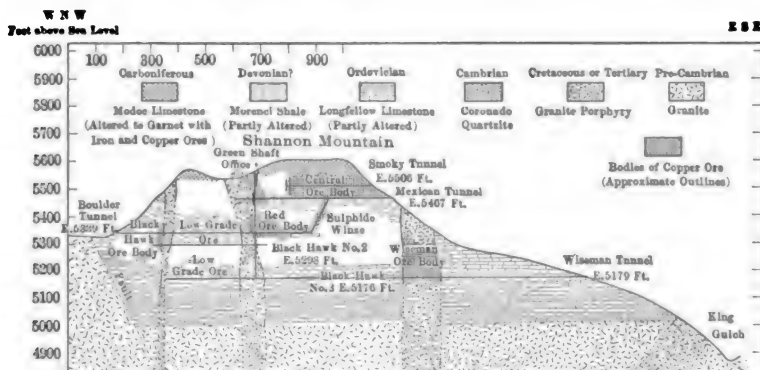 W N W
Feet above Sea Level
E S E
6000
5900
5800
5700
5600
5500
5400
5300
5200
5100
5000
4900
100 300 500 700 900
Carboniferous
Modoc Limestone
(Altered to Garnet with
Iron and Copper Ores)
Devonian?
Morenci Shale
(Partly Altered)
Ordovician
Longfellow Limestone
(Partly Altered)
Cambrian
Coronado
Quartzite
Cretaceous or Tertiary
Granite Porphyry
Pre-Cambrian
Granite
Bodies of Copper Ore
(Approximate Outlines)
Shannon Mountain
Green Shaft
Office
Smoky Tunnel
E.5506 Ft.
Mexican Tunnel
E.5467 Ft.
Central
Ore Body
Boulder
Tunnel
E.5339 Ft.
Black
Hawk
Ore Body
Low Grade
Ore
Red
Ore Body
Sulphide
Winze
Low
Grade Ore
Black Hawk No.2
E.5298 Ft.
Wiseman
Ore Body
Black Hawk
No.3 E.5176 Ft.
Wiseman Tunnel
E.5179 Ft.
Fault
King
Gulch